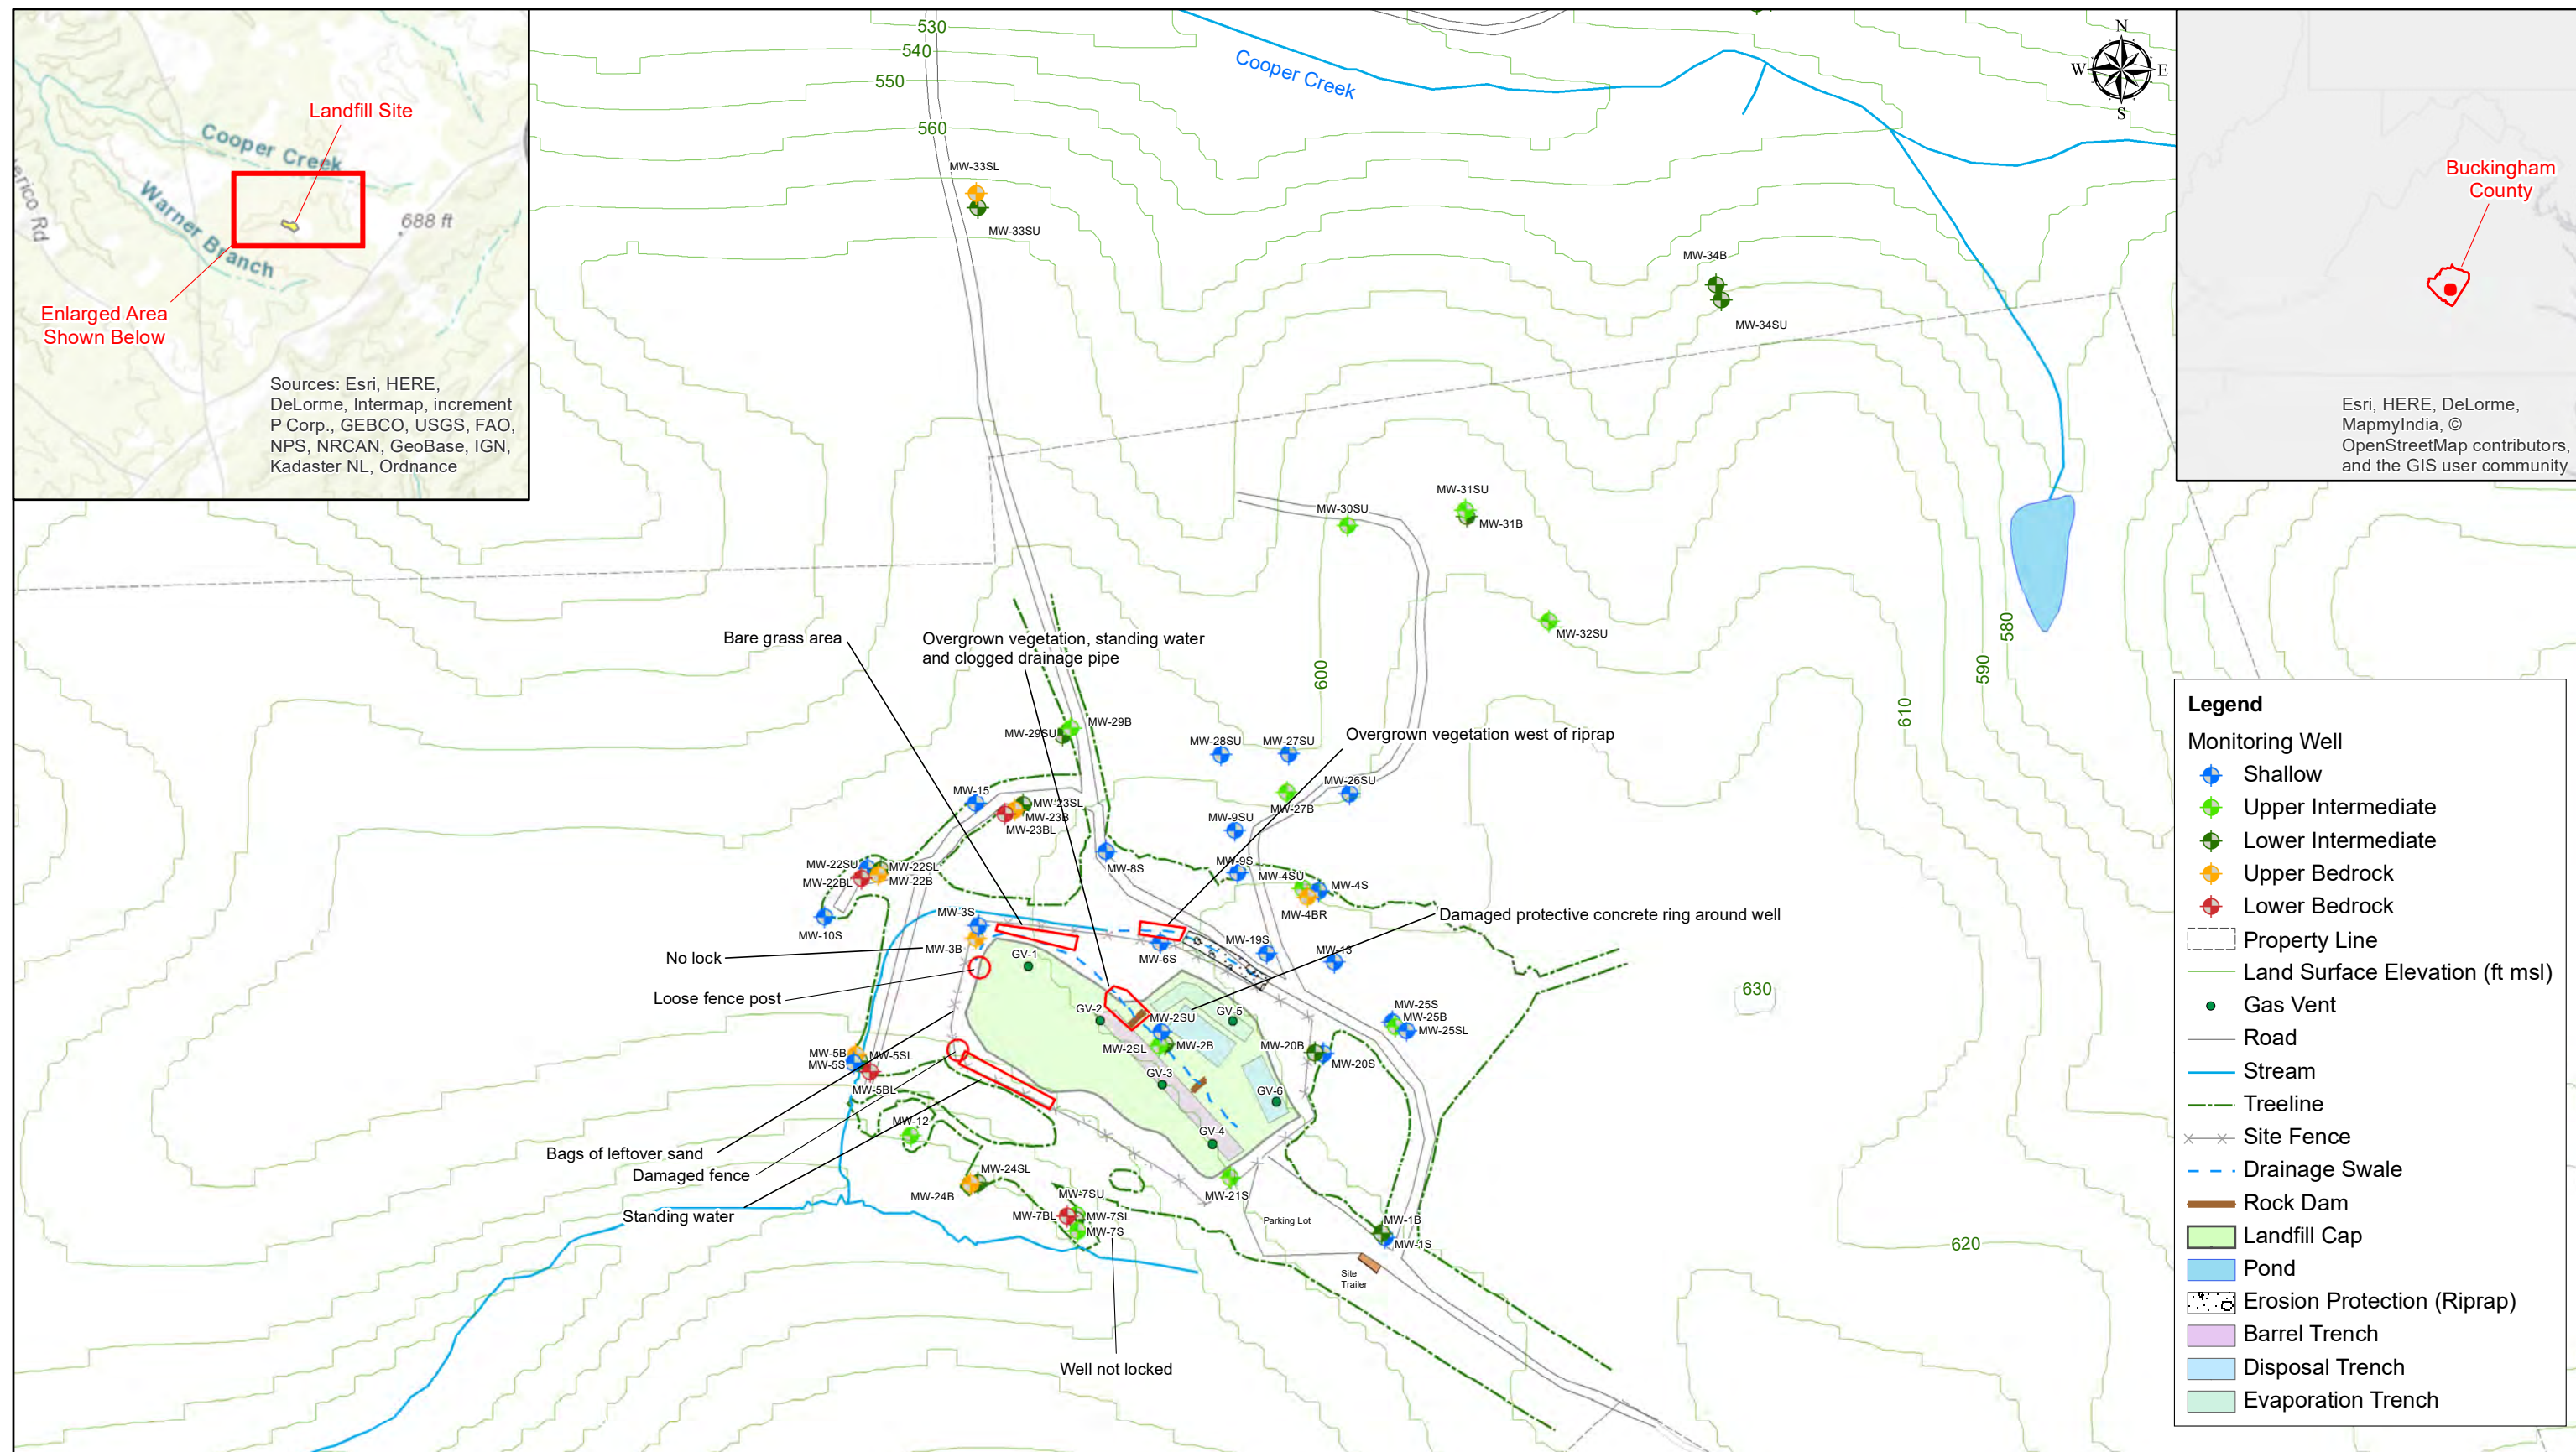 Landfill Site
Cooper Creek
Warner Branch
688 ft
erico Rd
Enlarged Area
Shown Below
Sources: Esri, HERE,
DeLorme, Intermap, increment
P Corp., GEBCO, USGS, FAO,
NPS, NRCAN, GeoBase, IGN,
Kadaster NL, Ordnance
530
540
550
560
Cooper Creek
N
W
E
S
Buckingham
County
Esri, HERE, DeLorme,
MapmyIndia, ©
OpenStreetMap contributors,
and the GIS user community
MW-33SL
MW-33SU
MW-34B
MW-34SU
MW-31SU
MW-30SU
MW-31B
MW-32SU
580
590
600
610
Bare grass area
Overgrown vegetation, standing water
and clogged drainage pipe
MW-29B
MW-29SU
Overgrown vegetation west of riprap
MW-28SU
MW-27SU
MW-26SU
MW-27B
MW-15
MW-23SL
MW-23B
MW-23BL
MW-9SU
MW-22SU
MW-22SL
MW-22BL
MW-22B
MW-8S
MW-9S
MW-4SU
MW-4S
MW-4BR
Damaged protective concrete ring around well
MW-10S
MW-3S
MW-3B
No lock
GV-1
MW-6S
MW-19S
MW-13
Loose fence post
630
GV-2
MW-2SU
GV-5
MW-25S
MW-25B
MW-25SL
MW-2SL
MW-2B
MW-20B
MW-20S
MW-5B
MW-5SL
MW-5S
MW-5BL
GV-3
GV-6
MW-12
GV-4
Bags of leftover sand
Damaged fence
Standing water
MW-24SL
MW-24B
MW-7SU
MW-7BL
MW-7SL
MW-7S
MW-21S
Parking Lot
MW-1B
MW-1S
Site
Trailer
620
Well not locked
Legend
Monitoring Well
Shallow
Upper Intermediate
Lower Intermediate
Upper Bedrock
Lower Bedrock
Property Line
Land Surface Elevation (ft msl)
Gas Vent
Road
Stream
Treeline
Site Fence
Drainage Swale
Rock Dam
Landfill Cap
Pond
Erosion Protection (Riprap)
Barrel Trench
Disposal Trench
Evaporation Trench